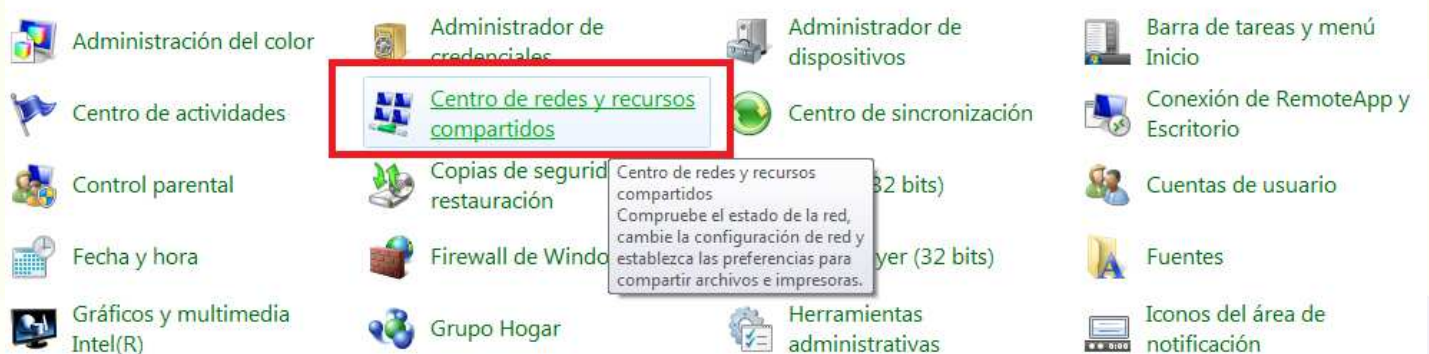 Administración del color
Administrador de
credenciales
Administrador de
dispositivos
Barra de tareas y menú
Inicio
Centro de actividades
Centro de redes y recursos
compartidos
Centro de sincronización
Conexión de RemoteApp y
Escritorio
Control parental
Copias de segurid
restauración
32 bits)
Cuentas de usuario
Centro de redes y recursos
compartidos
Compruebe el estado de la red,
cambie la configuración de red y
establezca las preferencias para
compartir archivos e impresoras.
Fecha y hora
Firewall de Windo
yer (32 bits)
Fuentes
Gráficos y multimedia
Intel(R)
Grupo Hogar
Herramientas
administrativas
Iconos del área de
notificación